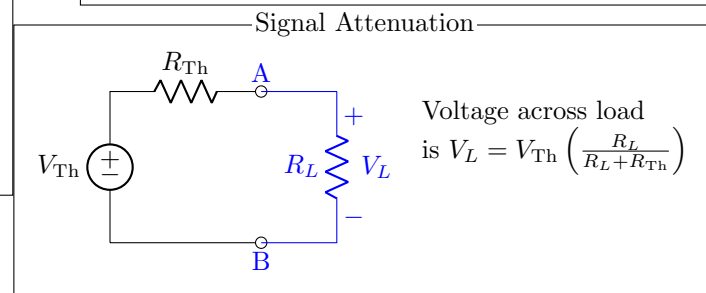 Signal Attenuation
R_Th
A
+
V_Th
+
−
R_L
V_L
−
B
Voltage across load
is V_L = V_Th (R_L / (R_L+R_Th))